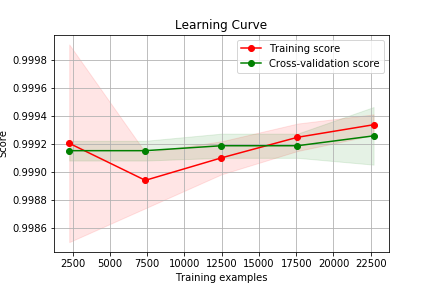 Learning Curve
Training score
Cross-validation score
0.9998
0.9996
0.9994
0.9992
0.9990
0.9988
0.9986
Score
2500 5000 7500 10000 12500 15000 17500 20000 22500
Training examples